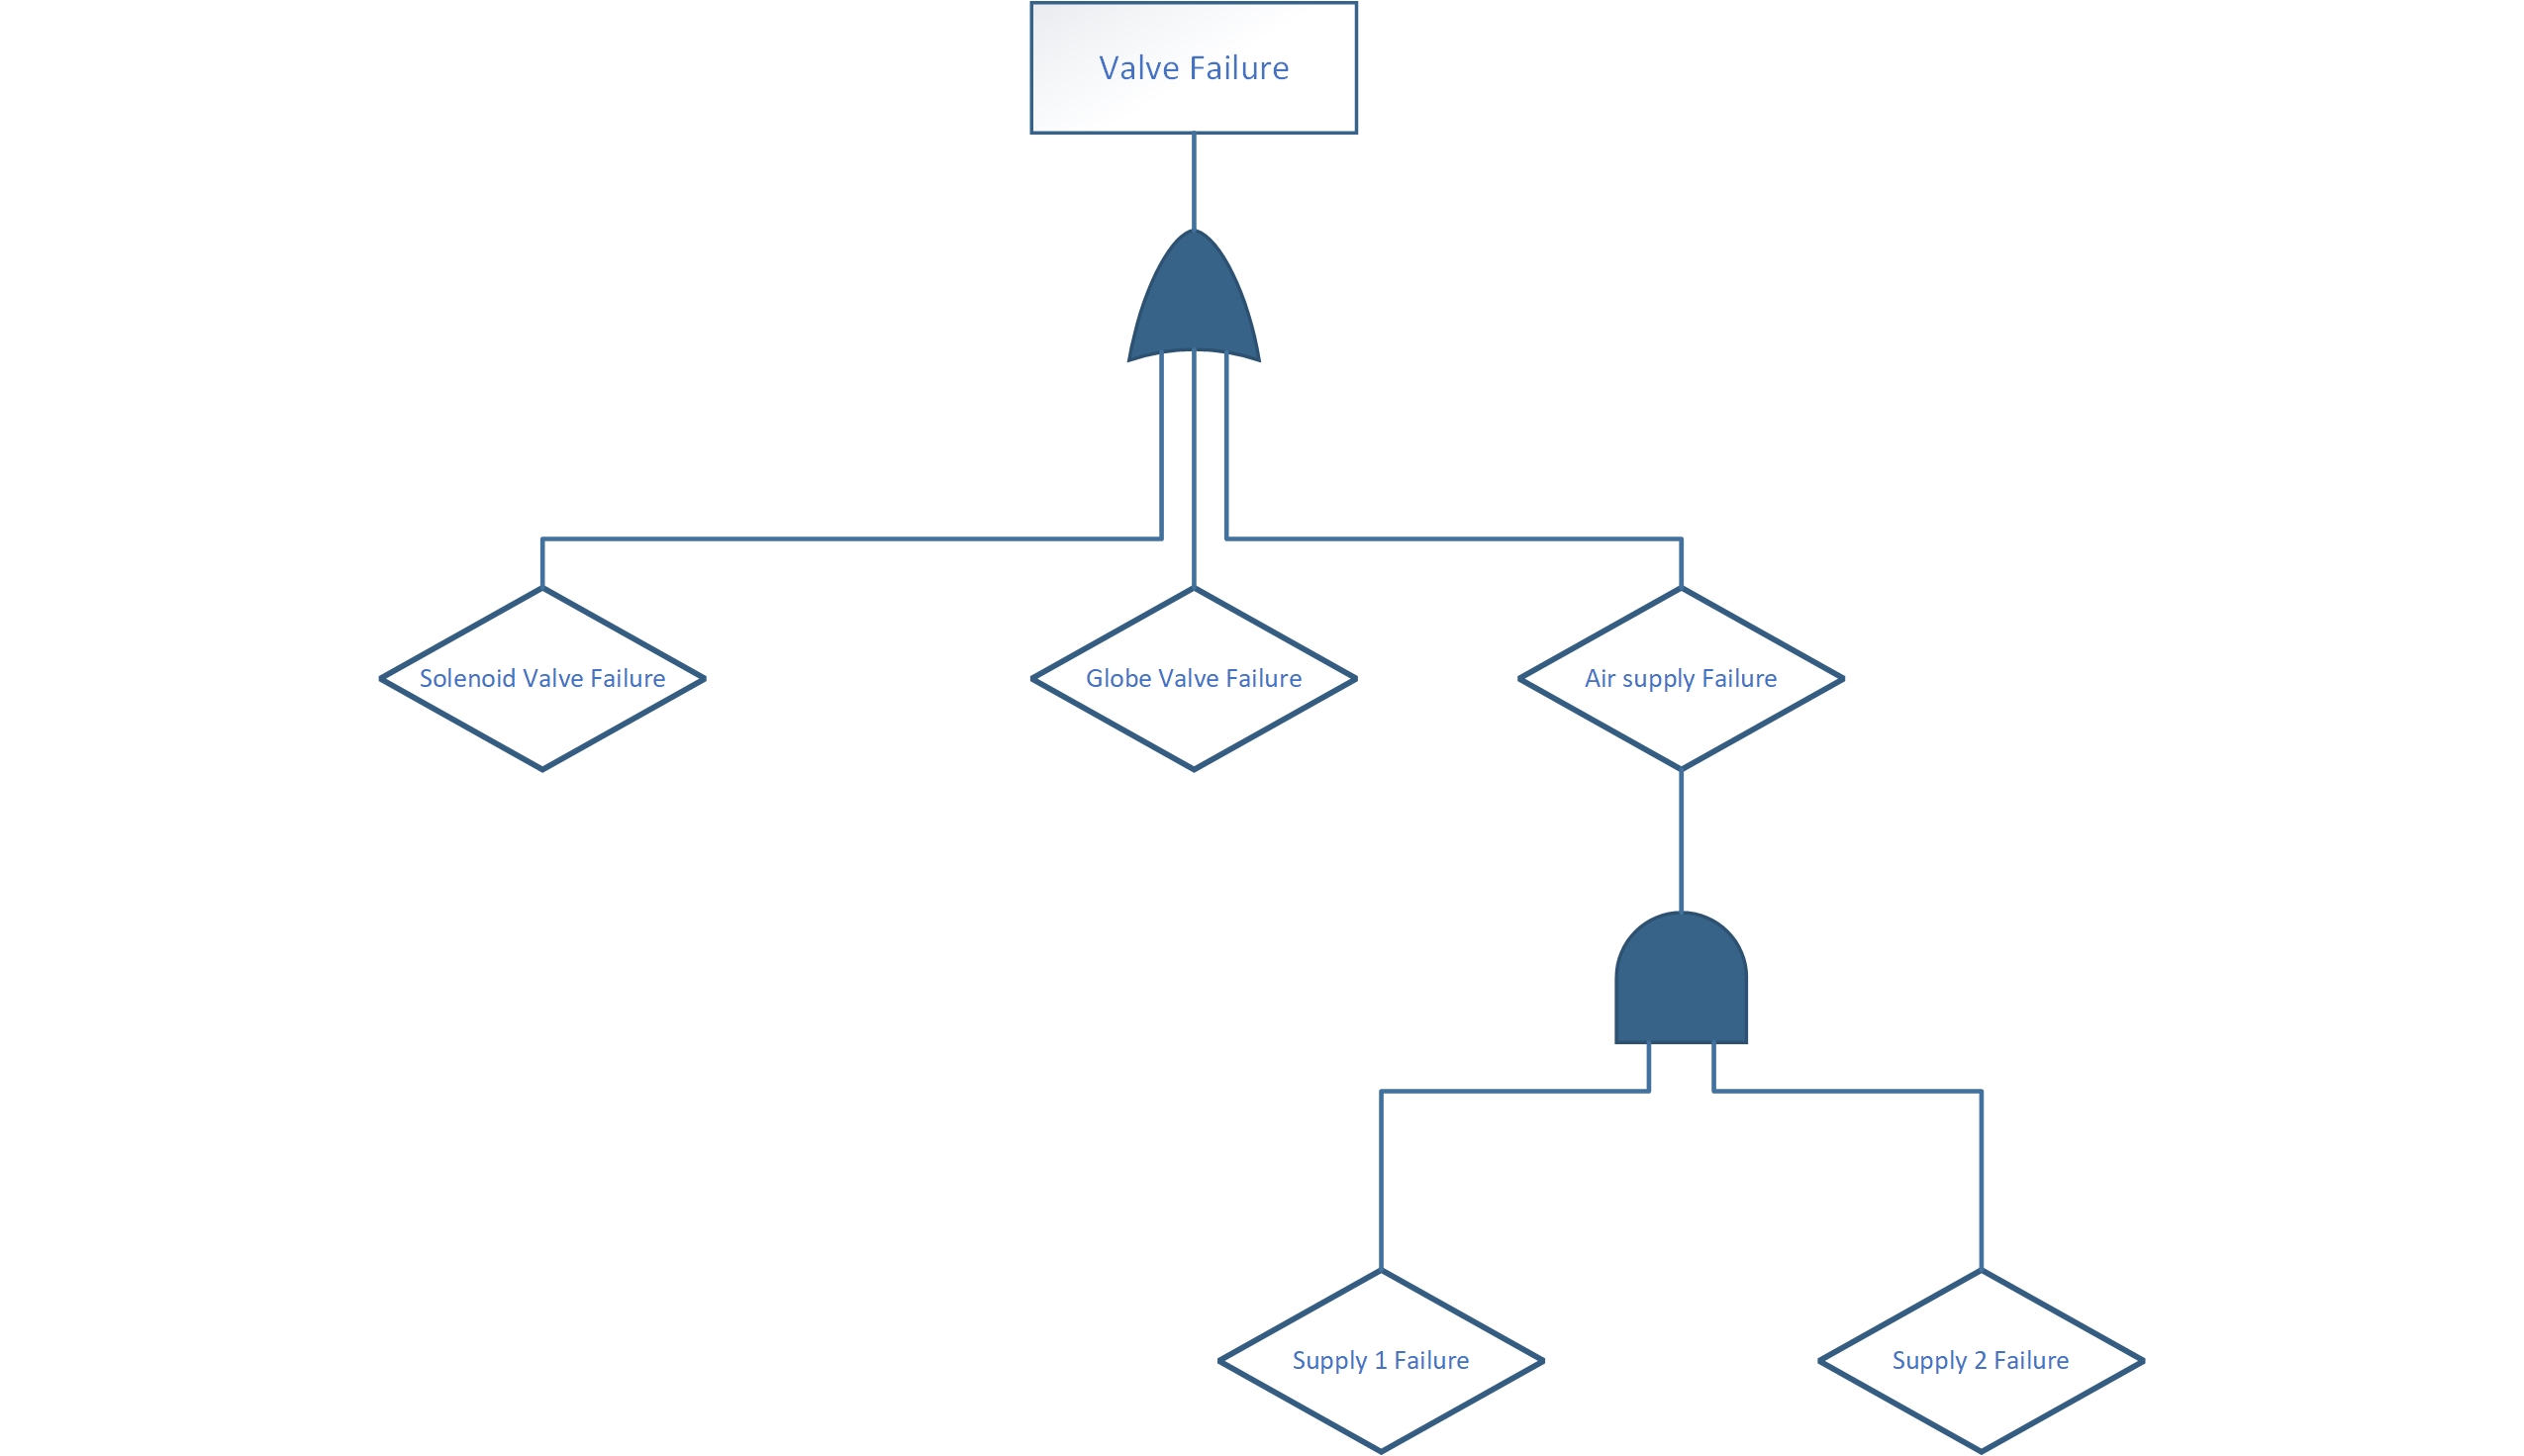 Valve Failure
Solenoid Valve Failure
Globe Valve Failure
Air supply Failure
Supply 1 Failure
Supply 2 Failure